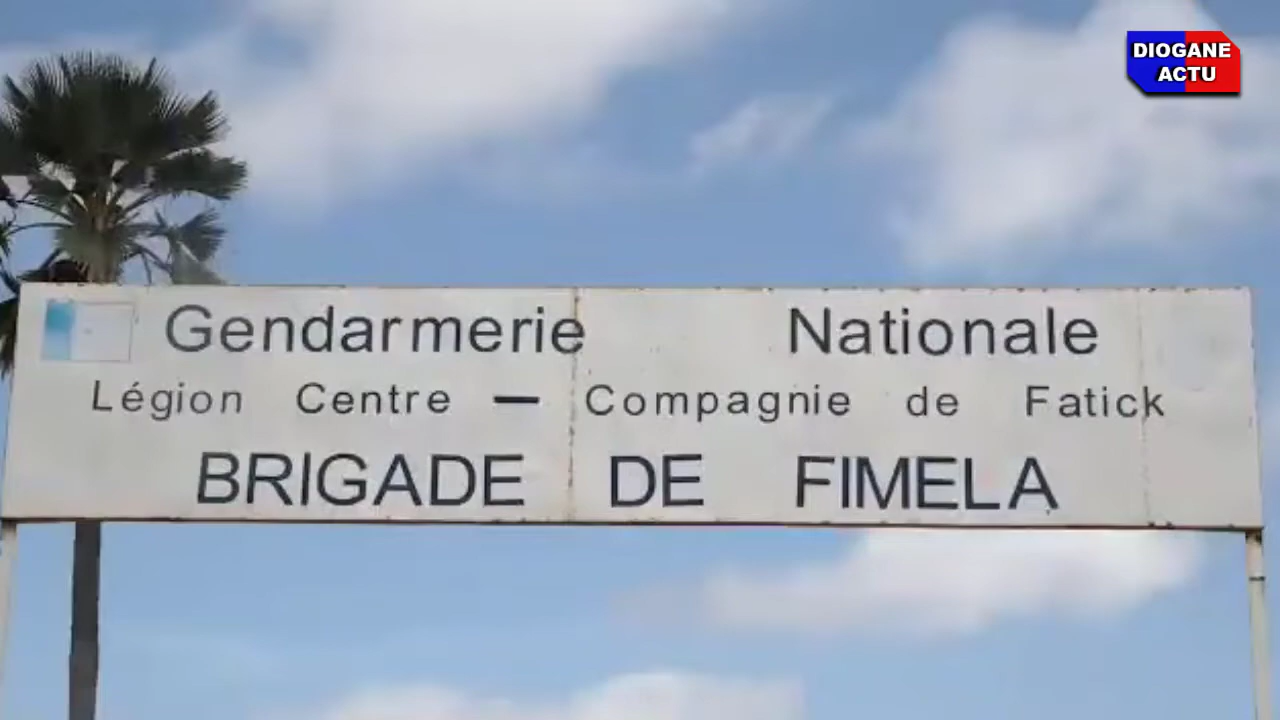 DIOGANE
ACTU
Gendarmerie Nationale
Légion Centre – Compagnie de Fatick
BRIGADE DE FIMELA